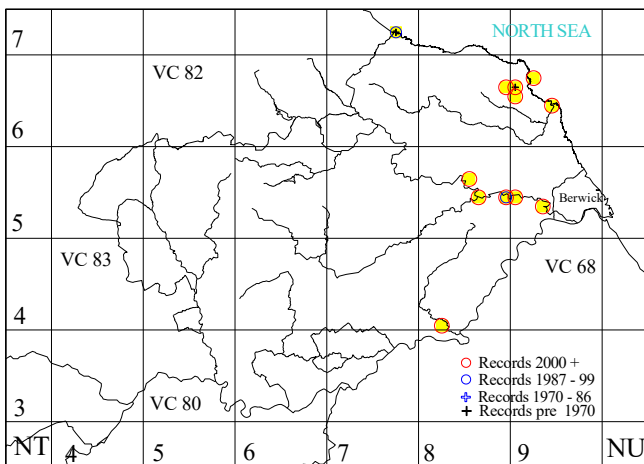 7
NORTH SEA
VC 82
6
Berwick
5
VC 83
VC 68
4
Records 2000 +
Records 1987 - 99
Records 1970 - 86
VC 80
Records pre 1970
3
NT 4 5 6 7 8 9 NU